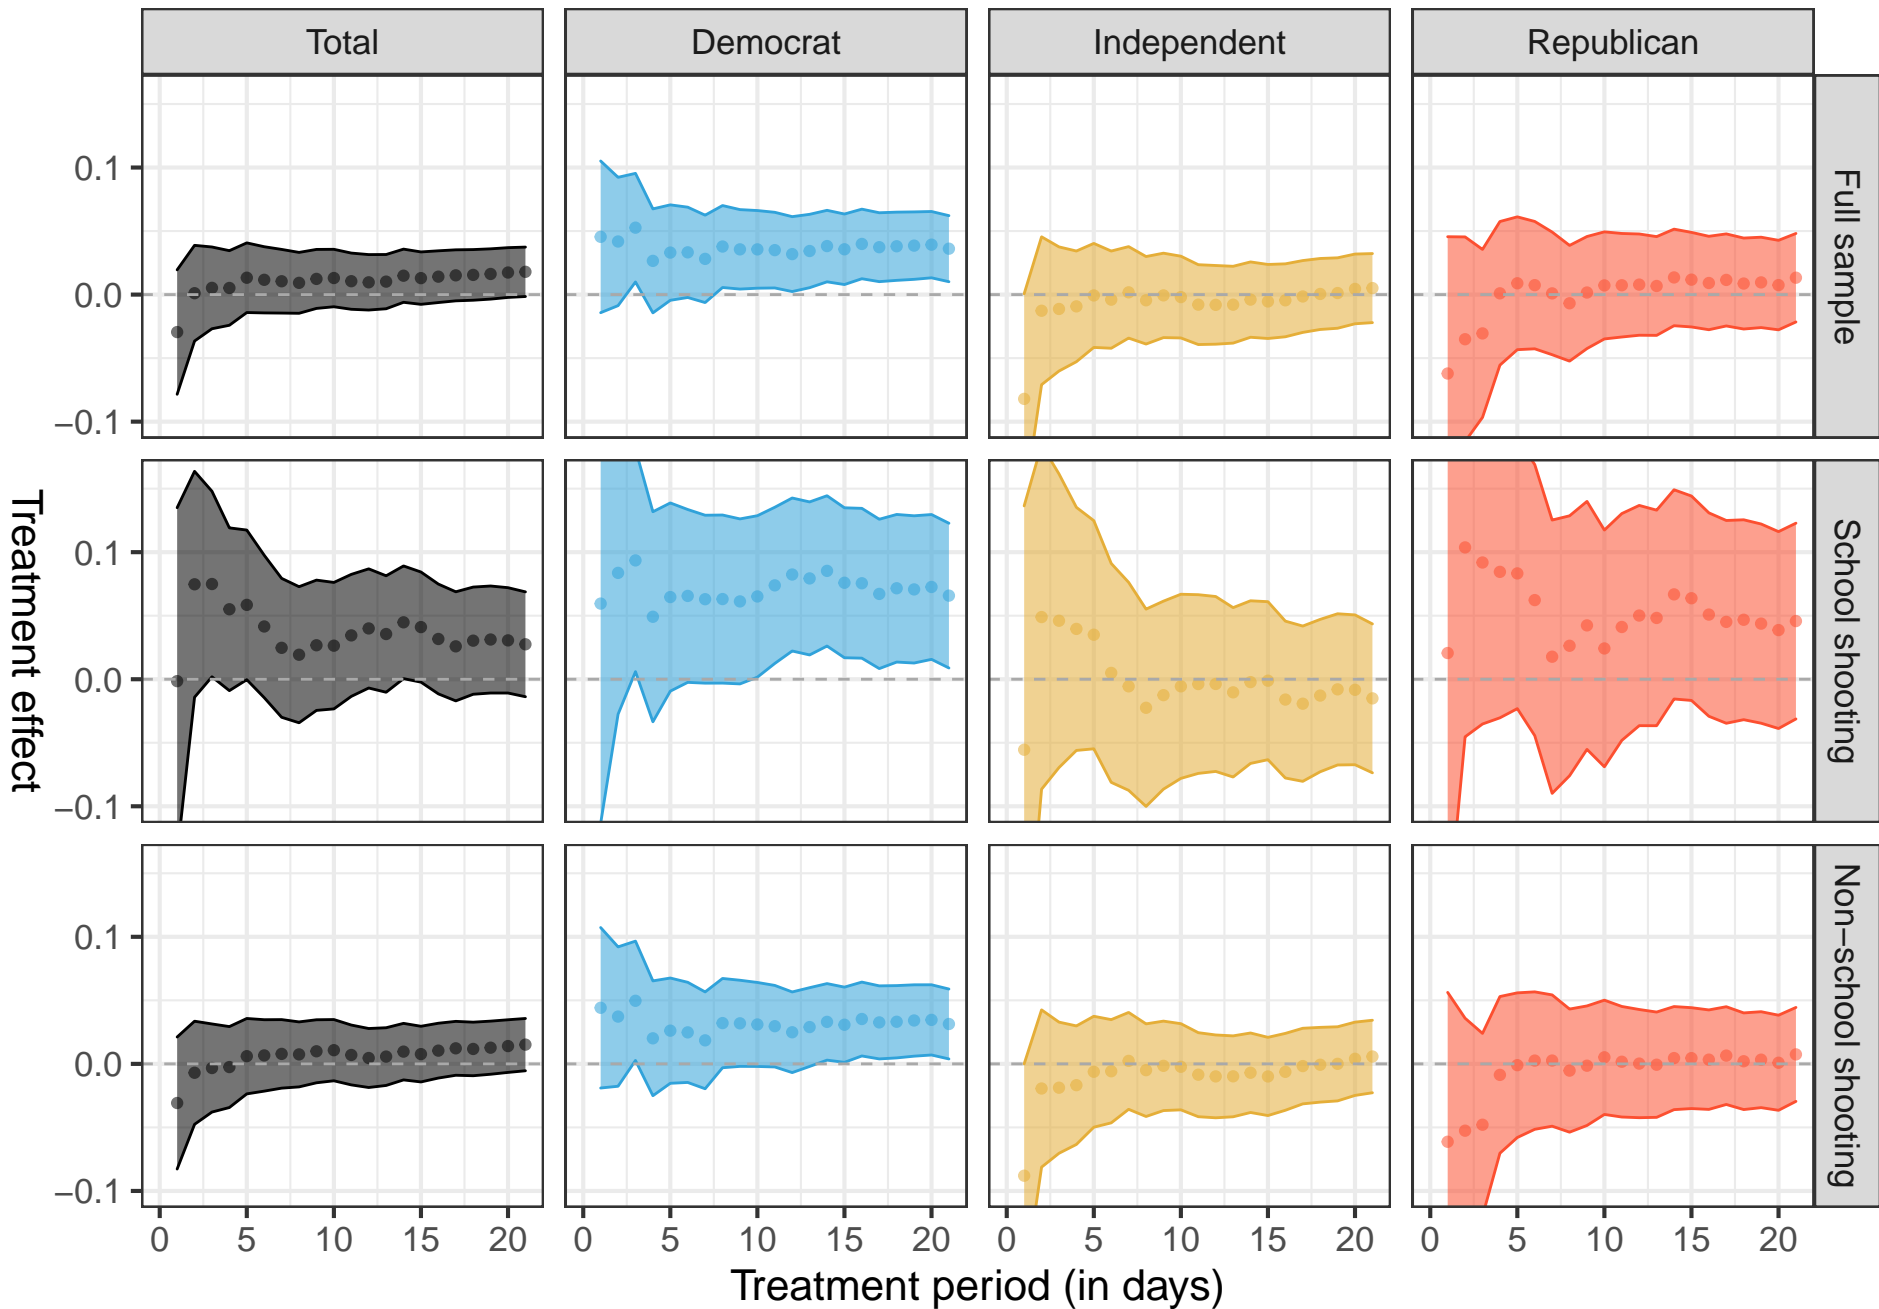 Total
Democrat
Independent
Republican
Full sample
School shooting
Non−school shooting
Treatment effect
0.1
0.0
−0.1
0.1
0.0
−0.1
0.1
0.0
−0.1
0 5 10 15 20
0 5 10 15 20
0 5 10 15 20
0 5 10 15 20
Treatment period (in days)